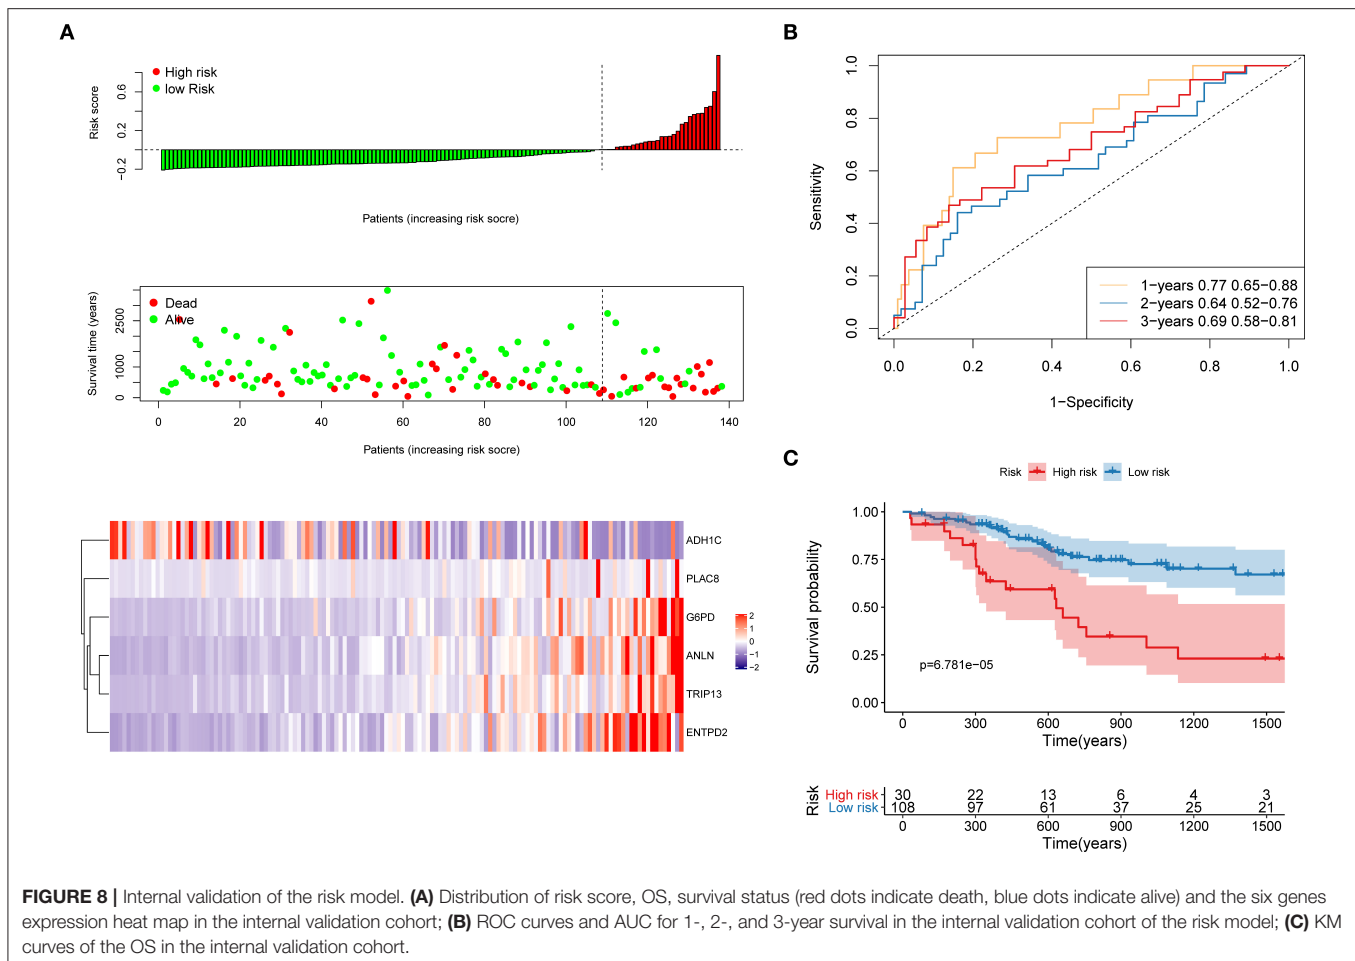 A
High risk
low Risk
Risk score
0.6
0.2
−0.2
Patients (increasing risk socre)
Dead
Alive
Survival time (years)
2500
1000
0
0 20 40 60 80 100 120 140
Patients (increasing risk socre)
ADH1C
PLAC8
G6PD
ANLN
TRIP13
ENTPD2
2
1
0
−1
−2
B
Sensitivity
1.0
0.8
0.6
0.4
0.2
0.0
1−years 0.77 0.65−0.88
2−years 0.64 0.52−0.76
3−years 0.69 0.58−0.81
0.0 0.2 0.4 0.6 0.8 1.0
1−Specificity
C
Risk High risk Low risk
Survival probability
1.00
0.75
0.50
0.25
0.00
p=6.781e−05
0 300 600 900 1200 1500
Time(years)
Risk
High risk 30 22 13 6 4 3
Low risk 108 97 61 37 25 21
0 300 600 900 1200 1500
Time(years)
FIGURE 8 | Internal validation of the risk model. (A) Distribution of risk score, OS, survival status (red dots indicate death, blue dots indicate alive) and the six genes
expression heat map in the internal validation cohort; (B) ROC curves and AUC for 1-, 2-, and 3-year survival in the internal validation cohort of the risk model; (C) KM
curves of the OS in the internal validation cohort.